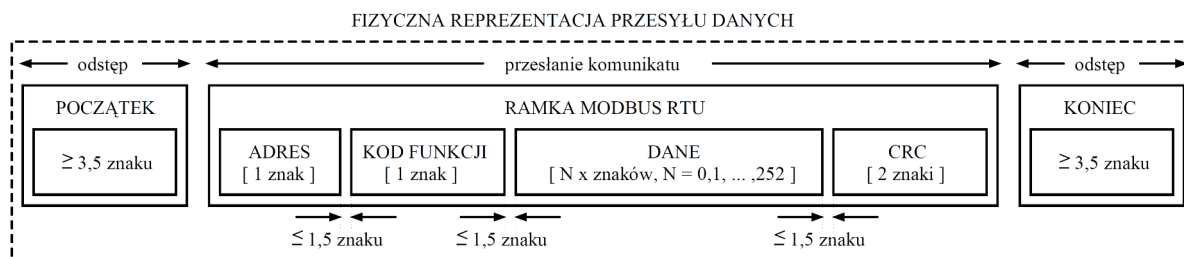 FIZYCZNA REPREZENTACJA PRZESYŁU DANYCH
odstęp
przesłanie komunikatu
odstęp
POCZĄTEK
RAMKA MODBUS RTU
KONIEC
≥ 3,5 znaku
ADRES
[ 1 znak ]
KOD FUNKCJI
[ 1 znak ]
DANE
[ N x znaków, N = 0,1, ... ,252 ]
CRC
[ 2 znaki ]
≥ 3,5 znaku
≤ 1,5 znaku
≤ 1,5 znaku
≤ 1,5 znaku